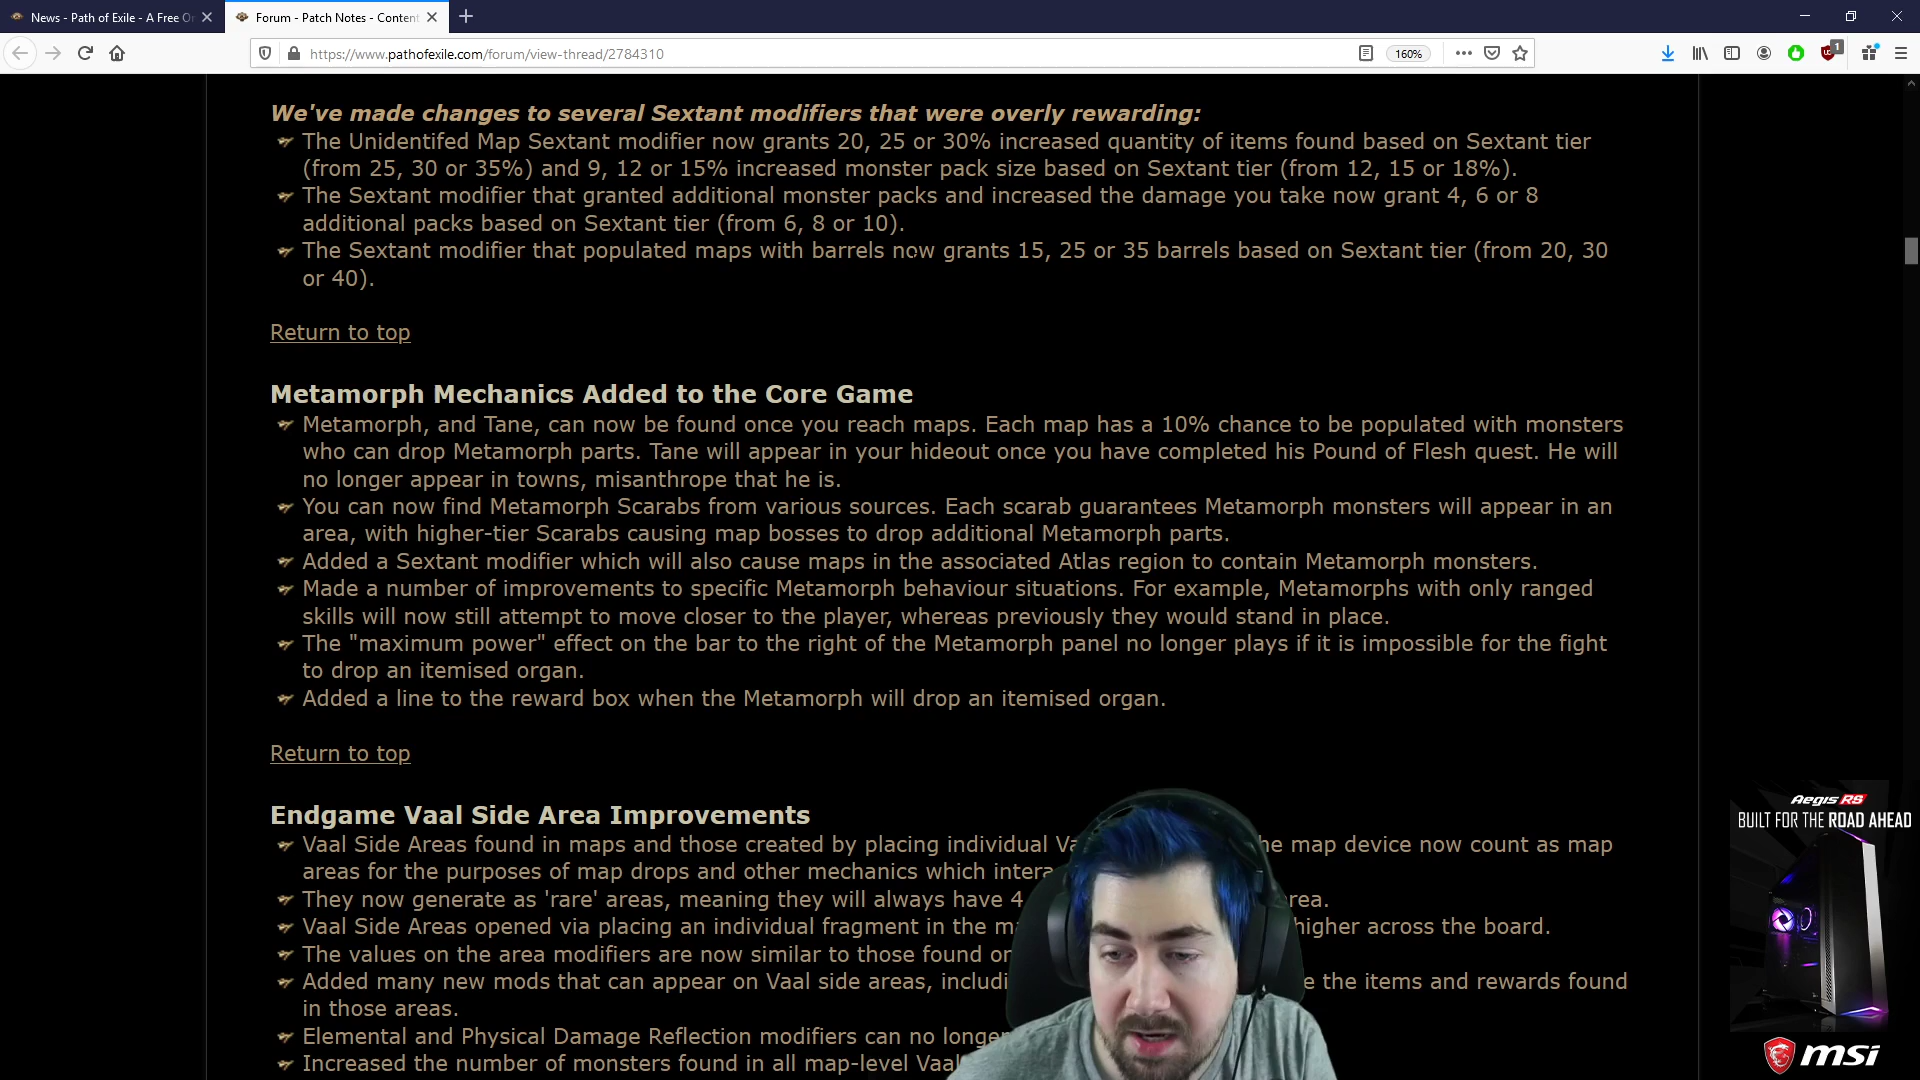 News - Path of Exile - A Free O
Forum - Patch Notes - Content
https://www.pathofexile.com/forum/view-thread/2784310
160%
1
We've made changes to several Sextant modifiers that were overly rewarding:
The Unidentifed Map Sextant modifier now grants 20, 25 or 30% increased quantity of items found based on Sextant tier
(from 25, 30 or 35%) and 9, 12 or 15% increased monster pack size based on Sextant tier (from 12, 15 or 18%).
The Sextant modifier that granted additional monster packs and increased the damage you take now grant 4, 6 or 8
additional packs based on Sextant tier (from 6, 8 or 10).
The Sextant modifier that populated maps with barrels now grants 15, 25 or 35 barrels based on Sextant tier (from 20, 30
or 40).
Return to top
Metamorph Mechanics Added to the Core Game
Metamorph, and Tane, can now be found once you reach maps. Each map has a 10% chance to be populated with monsters
who can drop Metamorph parts. Tane will appear in your hideout once you have completed his Pound of Flesh quest. He will
no longer appear in towns, misanthrope that he is.
You can now find Metamorph Scarabs from various sources. Each scarab guarantees Metamorph monsters will appear in an
area, with higher-tier Scarabs causing map bosses to drop additional Metamorph parts.
Added a Sextant modifier which will also cause maps in the associated Atlas region to contain Metamorph monsters.
Made a number of improvements to specific Metamorph behaviour situations. For example, Metamorphs with only ranged
skills will now still attempt to move closer to the player, whereas previously they would stand in place.
The "maximum power" effect on the bar to the right of the Metamorph panel no longer plays if it is impossible for the fight
to drop an itemised organ.
Added a line to the reward box when the Metamorph will drop an itemised organ.
Return to top
Endgame Vaal Side Area Improvements
Vaal Side Areas found in maps and those created by placing individual Va he map device now count as map
areas for the purposes of map drops and other mechanics which intera
They now generate as 'rare' areas, meaning they will always have 4 rea.
Vaal Side Areas opened via placing an individual fragment in the ma higher across the board.
The values on the area modifiers are now similar to those found o
Added many new mods that can appear on Vaal side areas, includi e the items and rewards found
in those areas.
Elemental and Physical Damage Reflection modifiers can no longe
Increased the number of monsters found in all map-level Vaal
Aegis RS
BUILT FOR THE ROAD AHEAD
msi